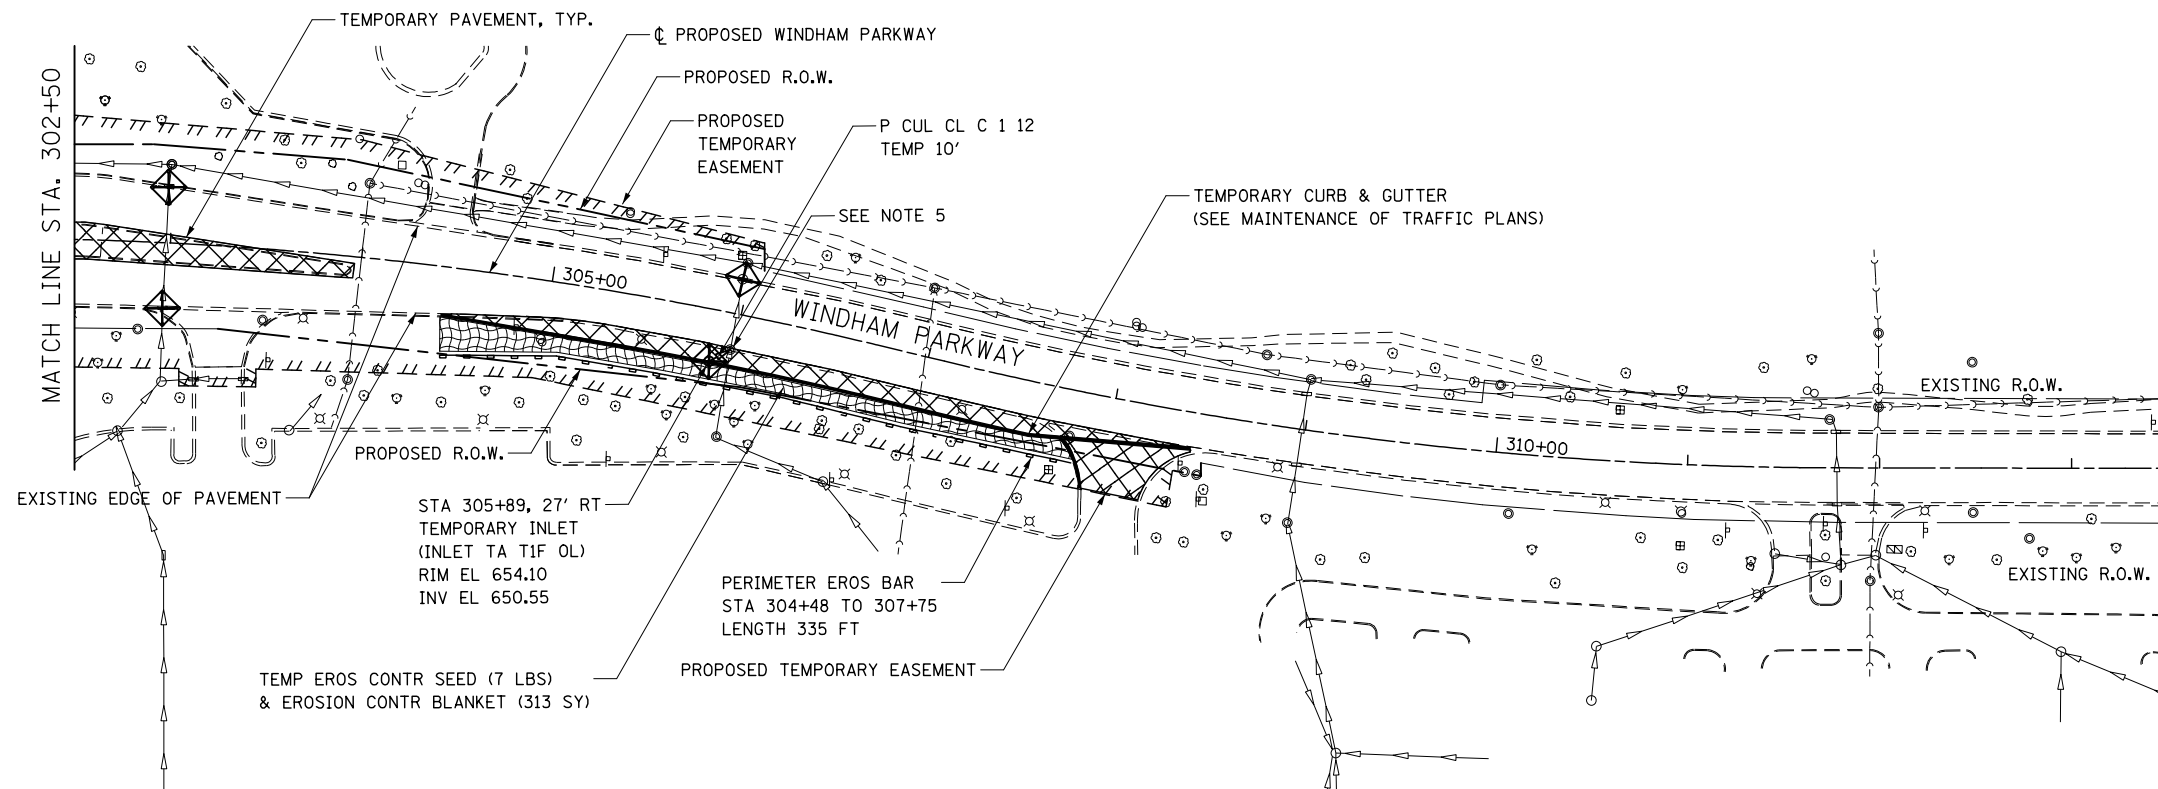 TEMPORARY PAVEMENT, TYP.
℄ PROPOSED WINDHAM PARKWAY
PROPOSED R.O.W.
PROPOSED
TEMPORARY
EASEMENT
P CUL CL C 1 12
TEMP 10'
SEE NOTE 5
TEMPORARY CURB & GUTTER
(SEE MAINTENANCE OF TRAFFIC PLANS)
MATCH LINE STA. 302+50
305+00
WINDHAM PARKWAY
310+00
EXISTING R.O.W.
EXISTING R.O.W.
PROPOSED R.O.W.
EXISTING EDGE OF PAVEMENT
STA 305+89, 27' RT
TEMPORARY INLET
(INLET TA T1F OL)
RIM EL 654.10
INV EL 650.55
PERIMETER EROS BAR
STA 304+48 TO 307+75
LENGTH 335 FT
PROPOSED TEMPORARY EASEMENT
TEMP EROS CONTR SEED (7 LBS)
& EROSION CONTR BLANKET (313 SY)